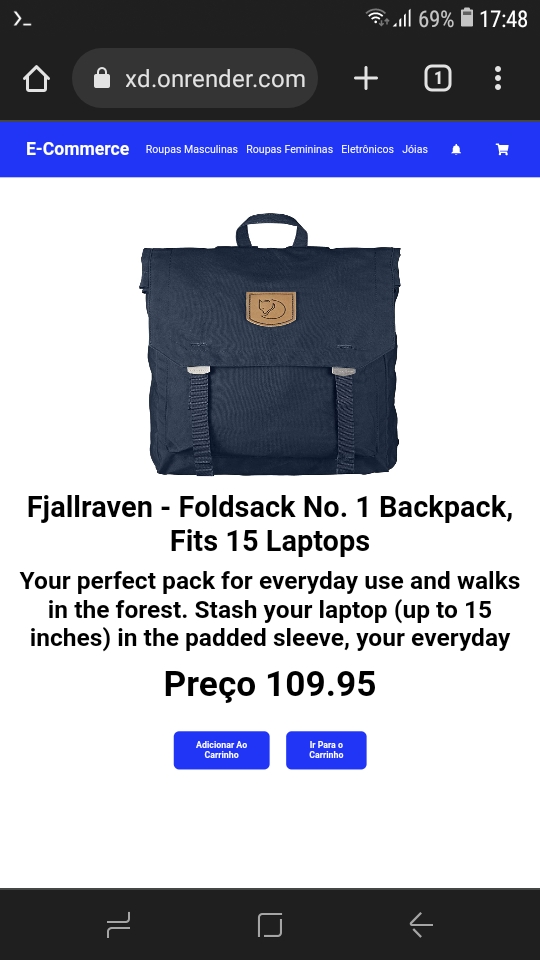 69% 17:48
xd.onrender.com 1
E-Commerce Roupas Masculinas Roupas Femininas Eletrônicos Jóias
Fjallraven - Foldsack No. 1 Backpack,
Fits 15 Laptops
Your perfect pack for everyday use and walks
in the forest. Stash your laptop (up to 15
inches) in the padded sleeve, your everyday
Preço 109.95
Adicionar Ao
Carrinho
Ir Para o
Carrinho